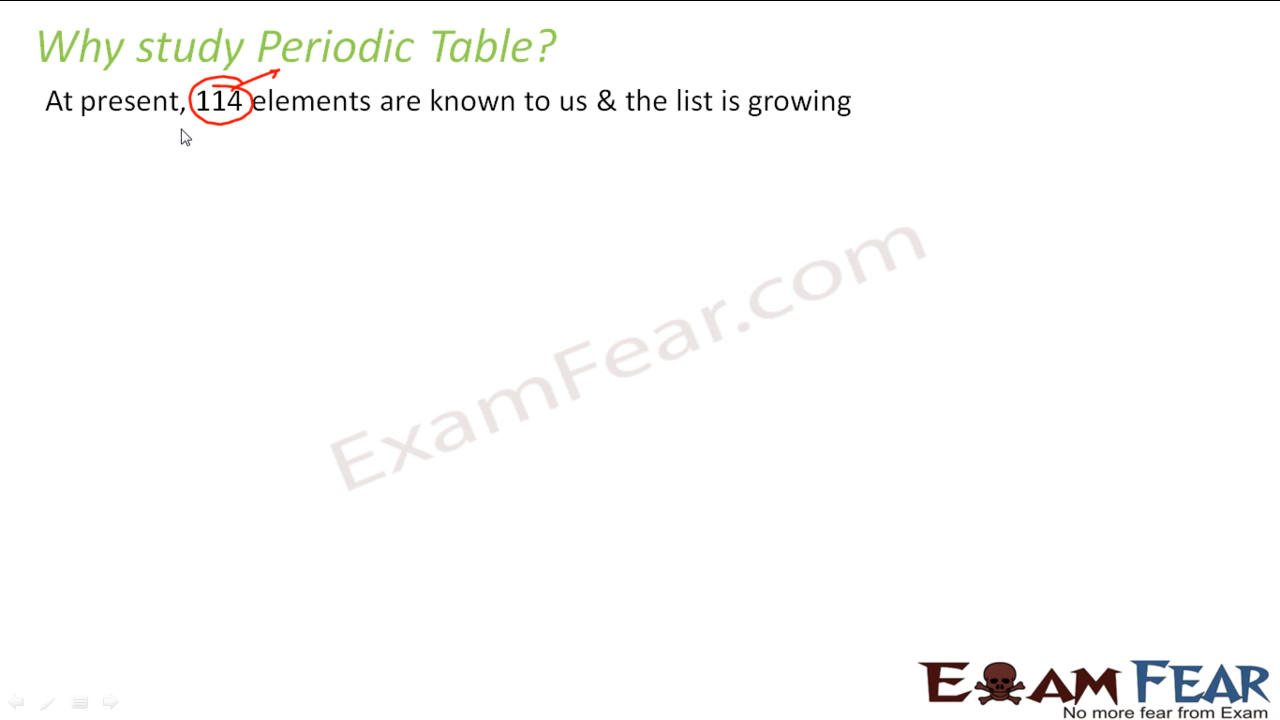 Why study Periodic Table?
At present, 114 elements are known to us & the list is growing
ExamFear.com
EXAM FEAR
No more fear from Exam